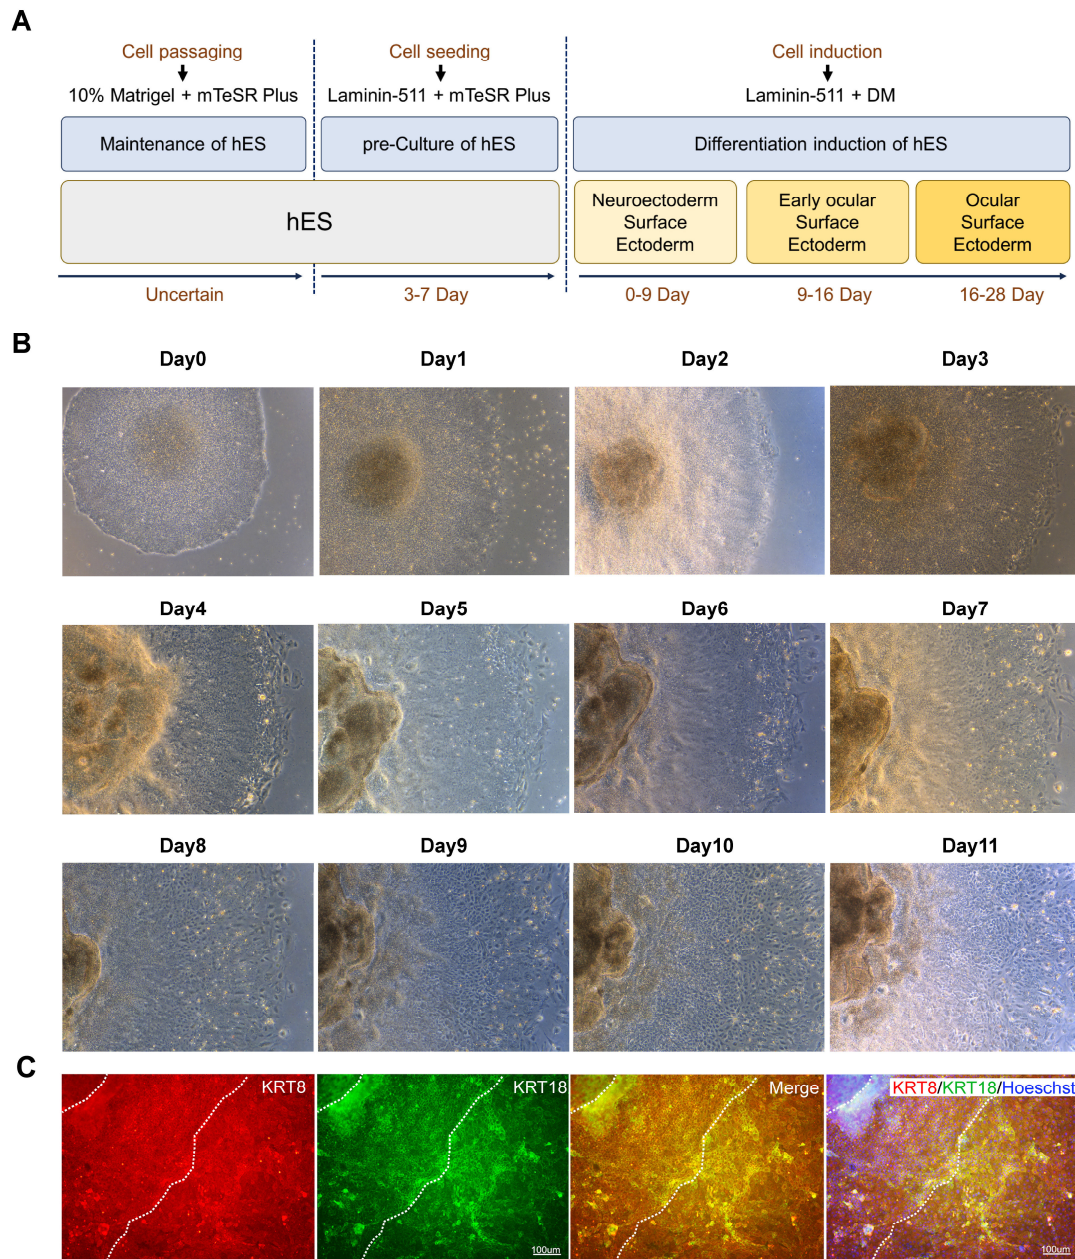 A
Cell passaging
Cell seeding
Cell induction
10% Matrigel + mTeSR Plus
Laminin-511 + mTeSR Plus
Laminin-511 + DM
Maintenance of hES
pre-Culture of hES
Differentiation induction of hES
hES
Neuroectoderm
Surface
Ectoderm
Early ocular
Surface
Ectoderm
Ocular
Surface
Ectoderm
Uncertain
3-7 Day
0-9 Day
9-16 Day
16-28 Day
B
Day0
Day1
Day2
Day3
Day4
Day5
Day6
Day7
Day8
Day9
Day10
Day11
C
KRT8
KRT18
Merge
KRT8/KRT18/Hoeschst
100um
100um